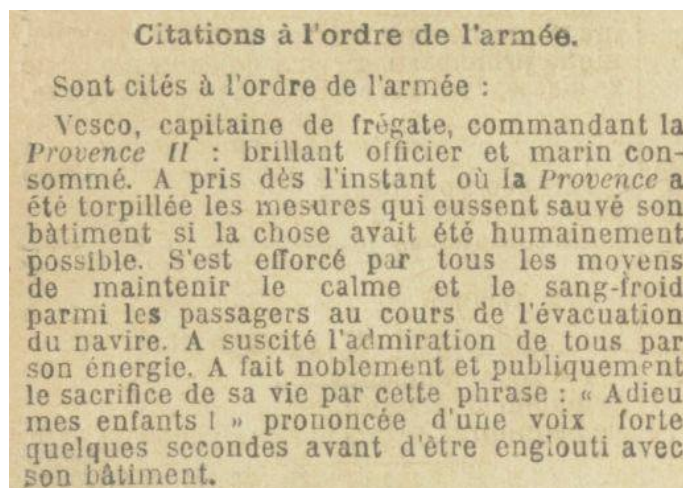 Citations à l'ordre de l'armée.
Sont cités à l'ordre de l'armée :
Vesco, capitaine de frégate, commandant la
Provence II : brillant officier et marin con-
sommé. A pris dès l'instant où la Provence a
été torpillée les mesures qui eussent sauvé son
bâtiment si la chose avait été humainement
possible. S'est efforcé par tous les moyens
de maintenir le calme et le sang-froid
parmi les passagers au cours de l'évacuation
du navire. A suscité l'admiration de tous par
son énergie. A fait noblement et publiquement
le sacrifice de sa vie par cette phrase : « Adieu
mes enfants ! » prononcée d'une voix forte
quelques secondes avant d'être englouti avec
son bâtiment.